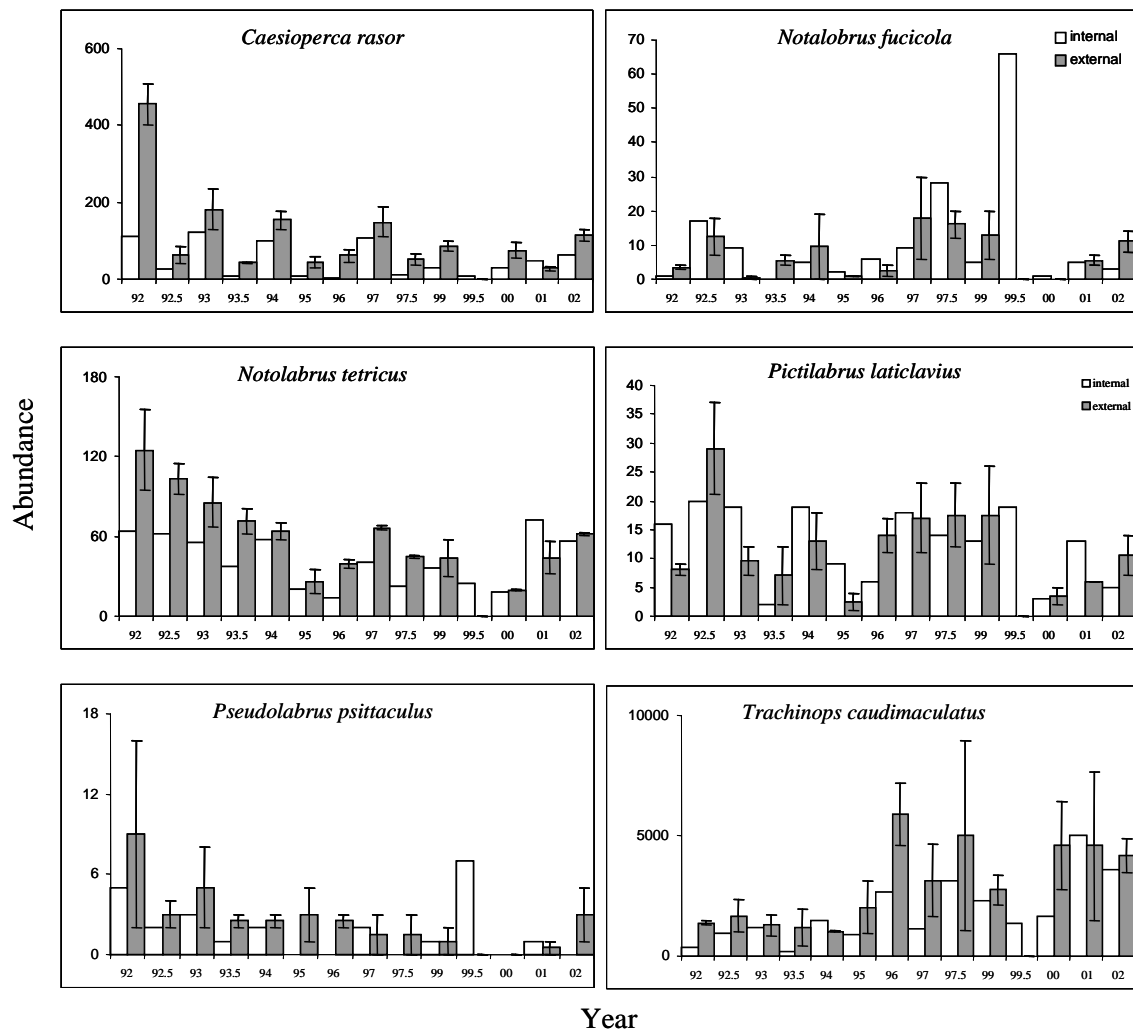 Caesioperca rasor
600
400
200
0
92 92.5 93 93.5 94 95 96 97 97.5 99 99.5 00 01 02
Notalobrus fucicola
internal
external
70
60
50
40
30
20
10
0
92 92.5 93 93.5 94 95 96 97 97.5 99 99.5 00 01 02
Abundance
Notolabrus tetricus
180
120
60
0
92 92.5 93 93.5 94 95 96 97 97.5 99 99.5 00 01 02
Pictilabrus laticlavius
internal
external
40
35
30
25
20
15
10
5
0
92 92.5 93 93.5 94 95 96 97 97.5 99 99.5 00 01 02
Pseudolabrus psittaculus
18
12
6
0
92 92.5 93 93.5 94 95 96 97 97.5 99 99.5 00 01 02
Trachinops caudimaculatus
10000
5000
0
92 92.5 93 93.5 94 95 96 97 97.5 99 99.5 00 01 02
Year